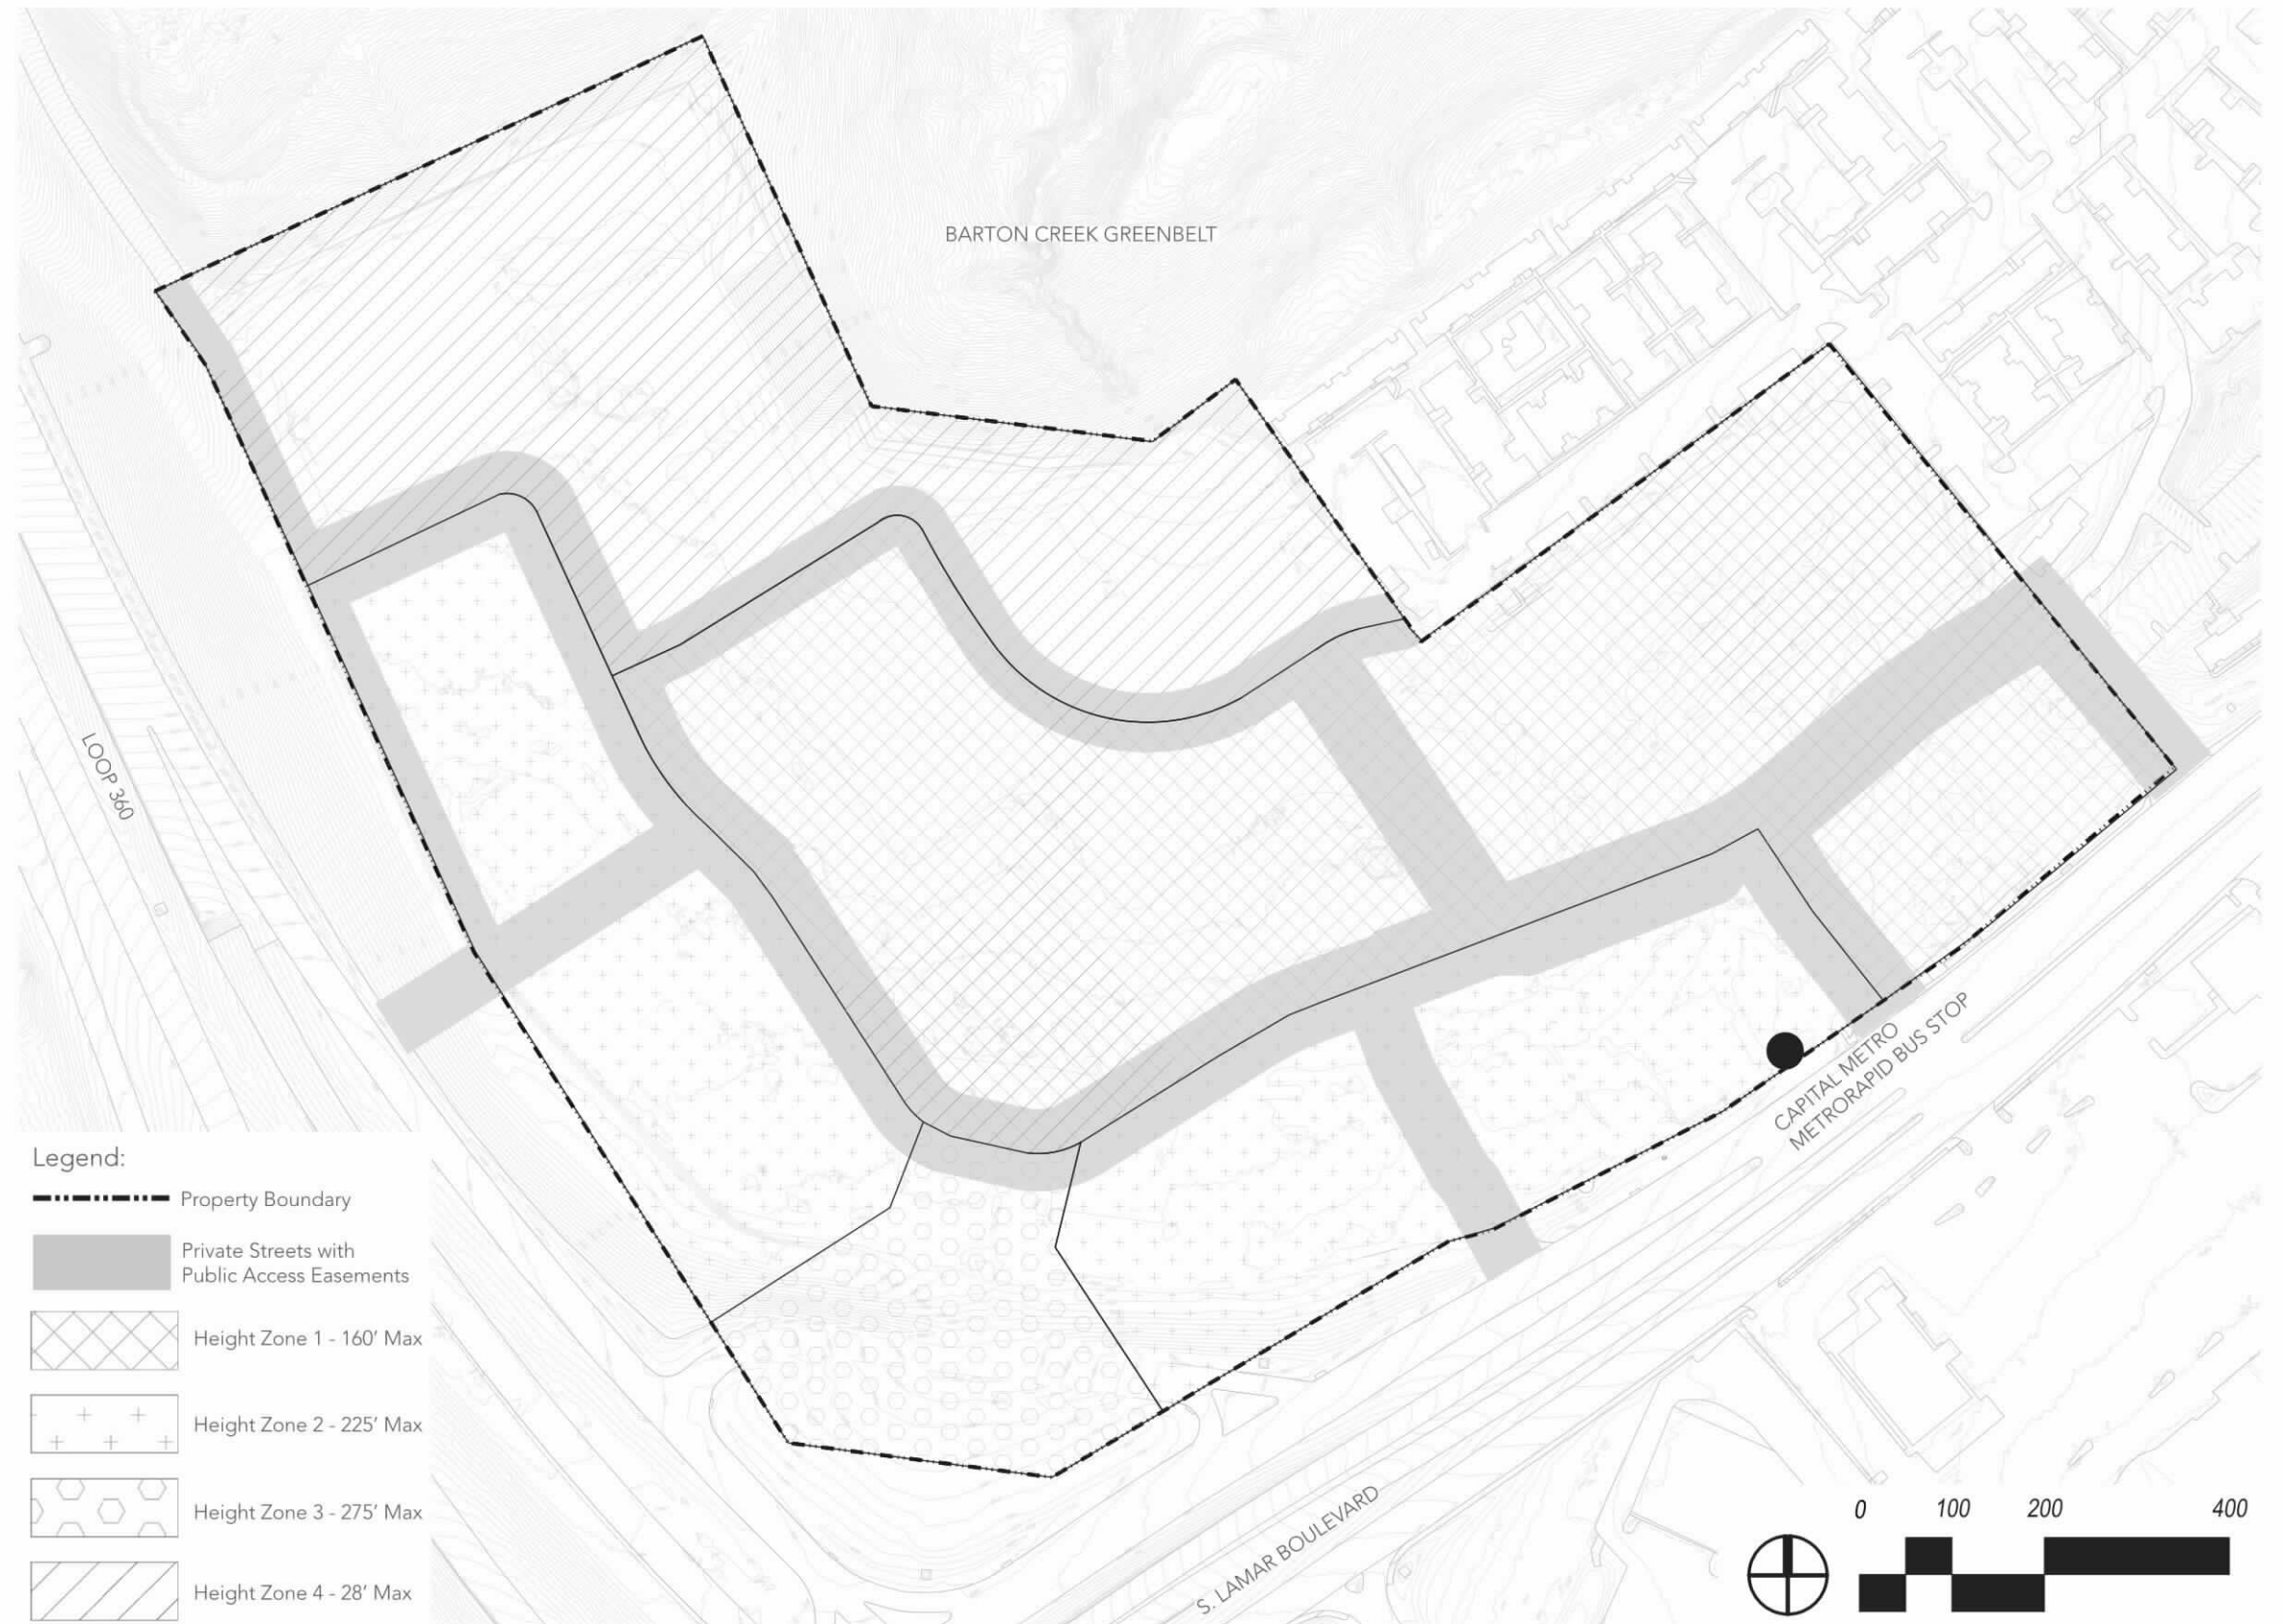 BARTON CREEK GREENBELT
LOOP 360
CAPITAL METRO
METRORAPID BUS STOP
S. LAMAR BOULEVARD
Legend:
Property Boundary
Private Streets with
Public Access Easements
Height Zone 1 - 160' Max
Height Zone 2 - 225' Max
Height Zone 3 - 275' Max
Height Zone 4 - 28' Max
0 100 200 400